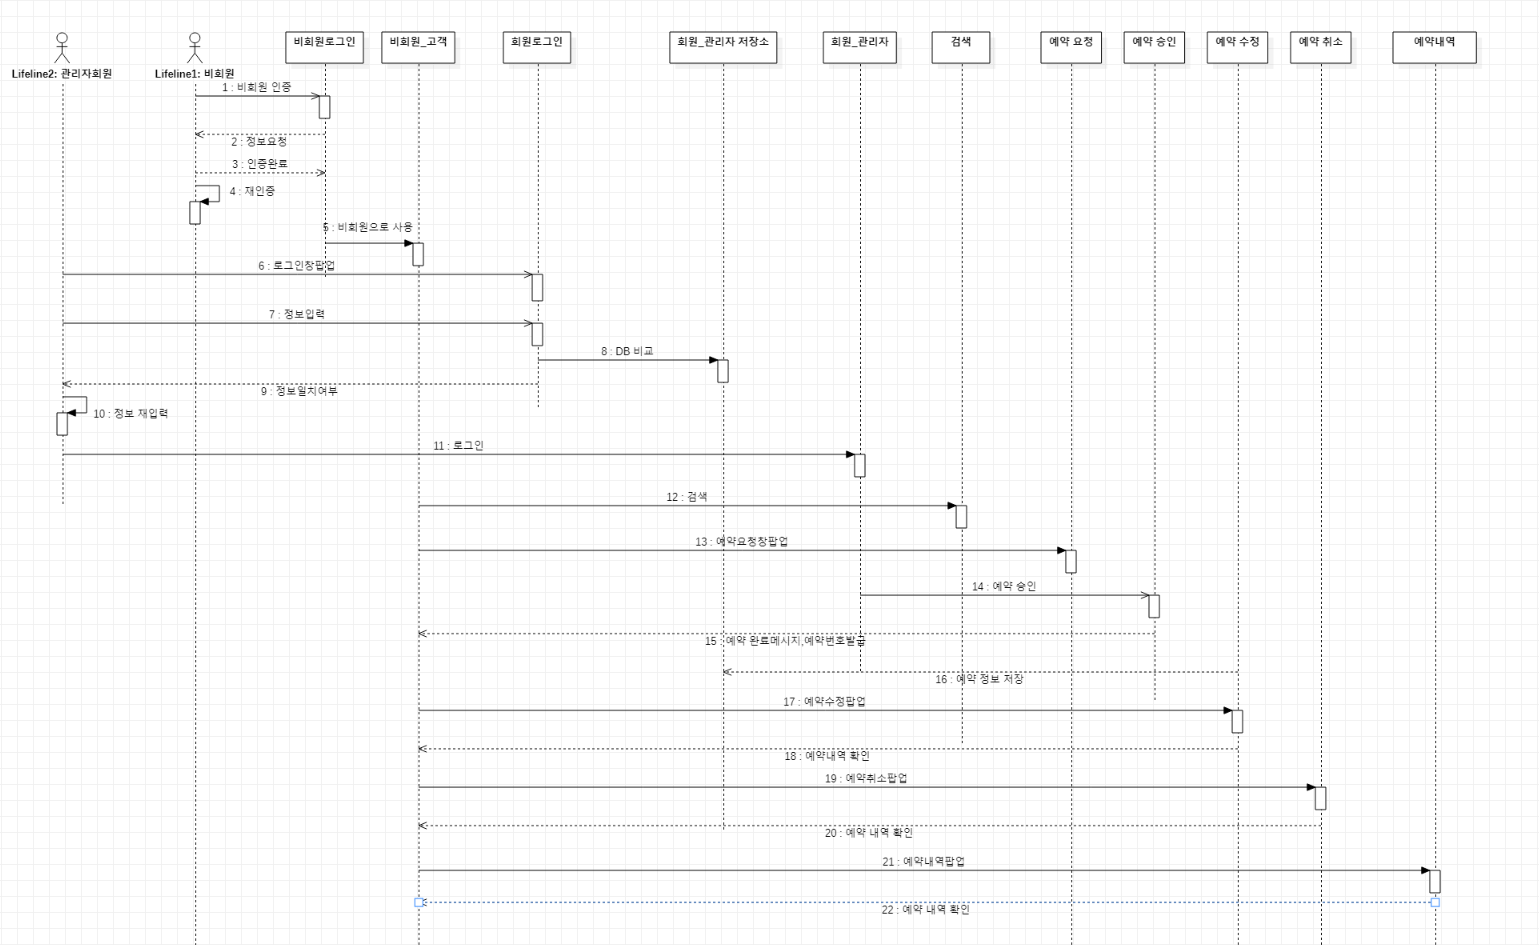 비회원로그인
비회원_고객
회원로그인
회원_관리자 저장소
회원_관리자
검색
예약 요청
예약 승인
예약 수정
예약 취소
예약내역
Lifeline2: 관리자회원
Lifeline1: 비회원
1 : 비회원 인증
2 : 정보요청
3 : 인증완료
4 : 재인증
5 : 비회원으로 사용
6 : 로그인창팝업
7 : 정보입력
8 : DB 비교
9 : 정보일치여부
10 : 정보 재입력
11 : 로그인
12 : 검색
13 : 예약요청창팝업
14 : 예약 승인
15 : 예약 완료메시지,예약번호발급
16 : 예약 정보 저장
17 : 예약수정팝업
18 : 예약내역 확인
19 : 예약취소팝업
20 : 예약 내역 확인
21 : 예약내역팝업
22 : 예약 내역 확인